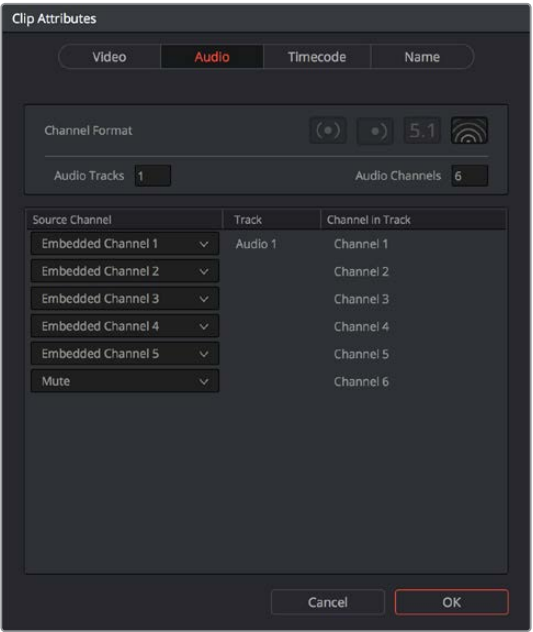 Clip Attributes
Video Audio Timecode Name
Channel Format 5.1
Audio Tracks 1 Audio Channels 6
Source Channel Track Channel in Track
Embedded Channel 1 Audio 1 Channel 1
Embedded Channel 2 Channel 2
Embedded Channel 3 Channel 3
Embedded Channel 4 Channel 4
Embedded Channel 5 Channel 5
Mute Channel 6
Cancel OK